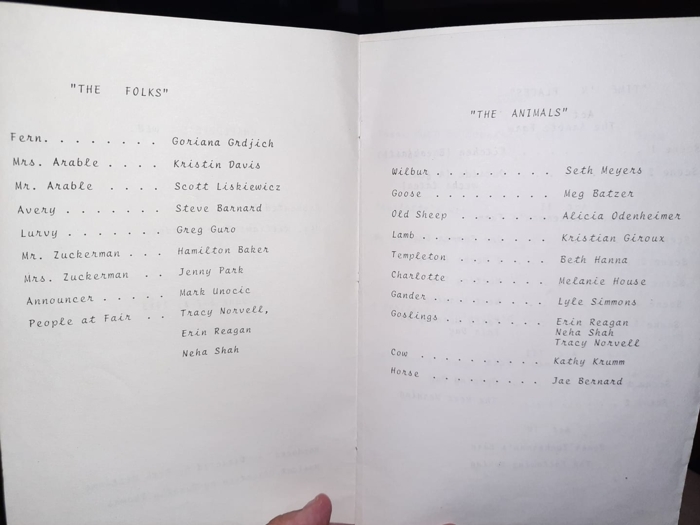 "THE FOLKS"
Fern. . . . . . . . Goriana Grdjich
Mrs. Arable . . . . Kristin Davis
Mr. Arable . . . . Scott Liskiewicz
Avery . . . . . . . Steve Barnard
Lurvy . . . . . . . Greg Guro
Mr. Zuckerman . . . Hamilton Baker
Mrs. Zuckerman . . Jenny Park
Announcer . . . . . Mark Unocic
People at Fair . . Tracy Norvell,
Erin Reagan
Neha Shah
"THE ANIMALS"
Wilbur . . . . . . . . . Seth Meyers
Goose . . . . . . . . . Meg Batzer
Old Sheep . . . . . . . Alicia Odenheimer
Lamb . . . . . . . . . . Kristian Giroux
Templeton . . . . . . . Beth Hanna
Charlotte . . . . . . . Melanie House
Gander. . . . . . . . . Lyle Simmons
Goslings . . . . . . . . Erin Reagan
Neha Shah
Tracy Norvell
Cow . . . . . . . . . . Kathy Krumm
Horse . . . . . . . . . Jae Bernard